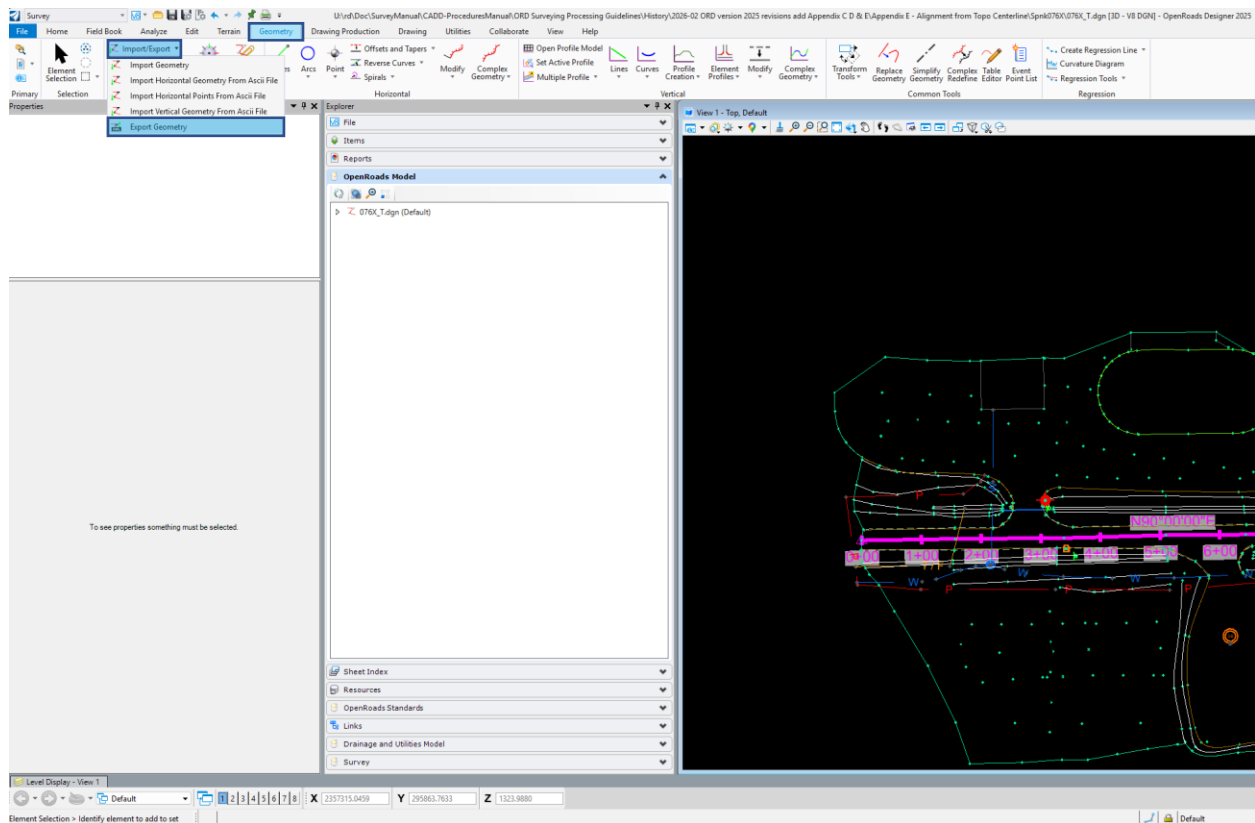 Survey
U:\rd\Doc\SurveyManual\CADD-ProceduresManual\ORD Surveying Processing Guidelines\History\2026-02 ORD version 2025 revisions add Appendix C D & E\Appendix E - Alignment from Topo Centerline\Spnk076X\076X_T.dgn [3D - V8 DGN] - OpenRoads Designer 2025
File Home Field Book Analyze Edit Terrain Geometry Drawing Production Drawing Utilities Collaborate View Help
Import/Export
Import Geometry
Import Horizontal Geometry From Ascii File
Import Horizontal Points From Ascii File
Import Vertical Geometry From Ascii File
Export Geometry
Element Selection
Primary Selection
Arcs
Point
Offsets and Tapers
Reverse Curves
Spirals
Modify
Complex Geometry
Horizontal
Open Profile Model
Set Active Profile
Multiple Profile
Lines
Curves
Profile Creation
Element Profiles
Modify
Complex Geometry
Vertical
Transform Tools
Replace Geometry
Simplify Geometry
Complex Redefine
Table Editor
Event Point List
Common Tools
Create Regression Line
Curvature Diagram
Regression Tools
Regression
Properties
To see properties something must be selected.
Explorer
File
Items
Reports
OpenRoads Model
076X_T.dgn (Default)
Sheet Index
Resources
OpenRoads Standards
Links
Drainage and Utilities Model
Survey
View 1 - Top, Default
P
N90°00'00"E
1+00 2+00 3+00 4+00 5+00 6+00
W W W W
P P P
Level Display - View 1
Default 1 2 3 4 5 6 7 8 X 2357315.0459 Y 295863.7633 Z 1323.9880
Element Selection > Identify element to add to set
Default